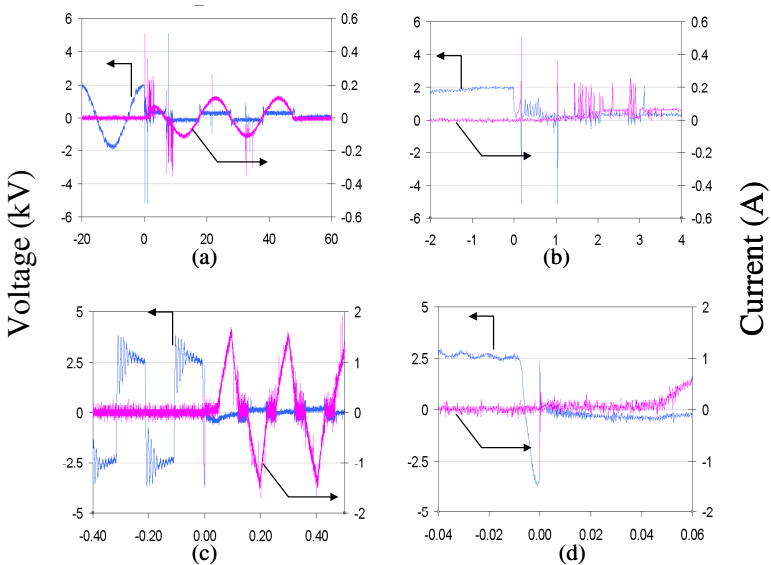 6 0.6 6 0.6
4 0.4 4 0.4
2 0.2 2 0.2
0 0 0 0
-2 -0.2 -2 -0.2
-4 -0.4 -4 -0.4
-6 -0.6 6 0.6
-20 0 20 40 60 -2 -1 0 1 2 3 4
(a) (b)
Voltage (kV)
Current (A)
5 2 5 2
2.5 1 2.5 1
0 0 0 0
-2.5 -1 -2.5 -1
-5 -2 -5 -2
-0.40 -0.20 0.00 0.20 0.40 -0.04 -0.02 0.00 0.02 0.04 0.06
(c) (d)